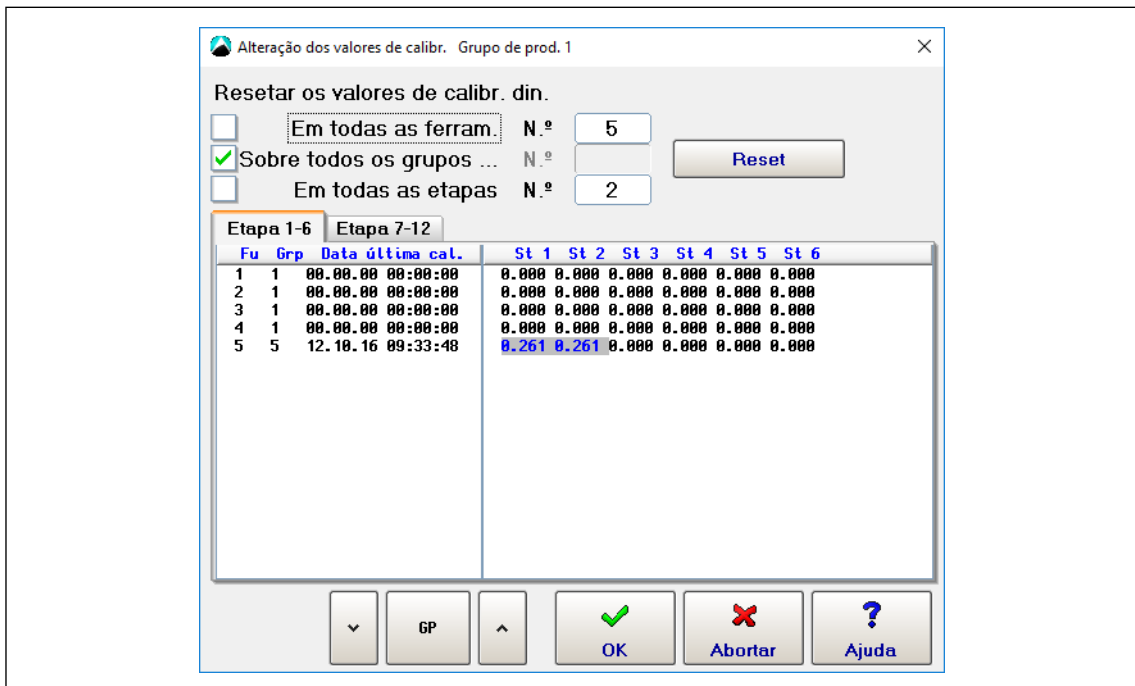 Alteração dos valores de calibr. Grupo de prod. 1
Resetar os valores de calibr. din.
Em todas as ferram. N.º 5
Sobre todos os grupos ... N.º
Reset
Em todas as etapas N.º 2
Etapa 1-6 Etapa 7-12
Fu Grp Data última cal. St 1 St 2 St 3 St 4 St 5 St 6
1 1 00.00.00 00:00:00 0.000 0.000 0.000 0.000 0.000 0.000
2 1 00.00.00 00:00:00 0.000 0.000 0.000 0.000 0.000 0.000
3 1 00.00.00 00:00:00 0.000 0.000 0.000 0.000 0.000 0.000
4 1 00.00.00 00:00:00 0.000 0.000 0.000 0.000 0.000 0.000
5 5 12.10.16 09:33:48 0.261 0.261 0.000 0.000 0.000 0.000
GP
OK
Abortar
Ajuda